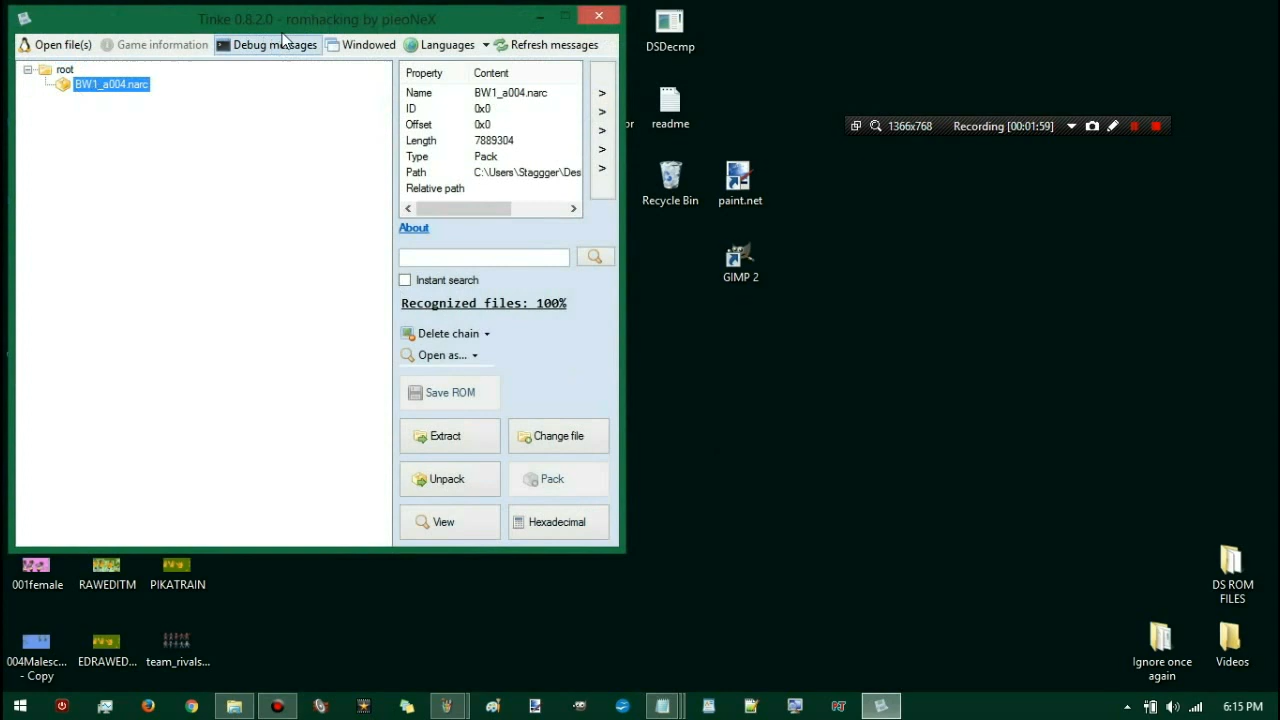 Tinke 0.8.2.0 - romhacking by pleoNeX
Open file(s) Game information Debug messages Windowed Languages Refresh messages
root
BW1_a004.narc
Property Content
Name BW1_a004.narc
ID 0x0
Offset 0x0
Length 7889304
Type Pack
Path C:\Users\Staggger\Des
Relative path
> > > > >
< >
About
Instant search
Recognized files: 100%
Delete chain
Open as...
Save ROM
Extract Change file
Unpack Pack
View Hexadecimal
DSDecmp
or readme
1366x768 Recording [00:01:59]
Recycle Bin paint.net
GIMP 2
001female RAWEDITM PIKATRAIN
004Malesc... - Copy EDRAWED... team_rivals...
DS ROM
FILES
Ignore once
again
Videos
6:15 PM